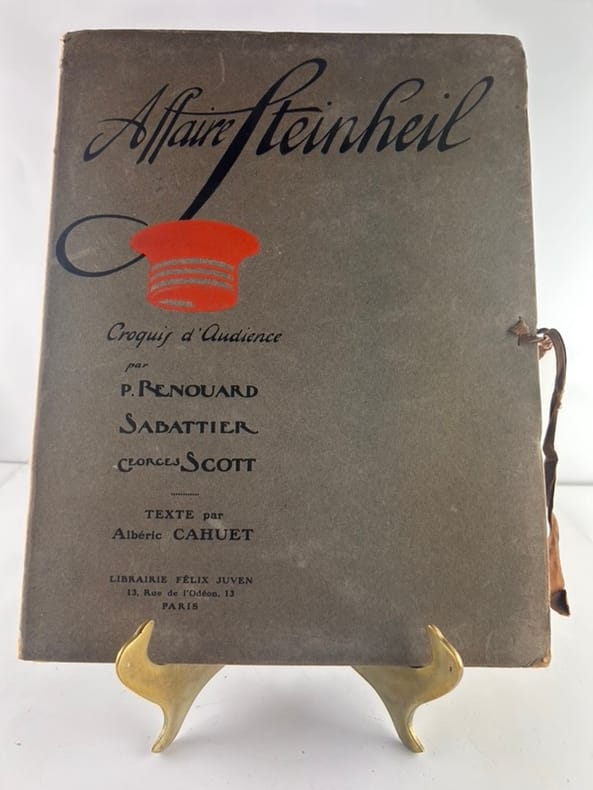 Affaire Steinheil
Croquis d'Audience
par
P. RENOUARD
SABATTIER
GEORGES SCOTT
TEXTE par
Albéric CAHUET
LIBRAIRIE FÉLIX JUVEN
13, Rue de l'Odéon, 13
PARIS